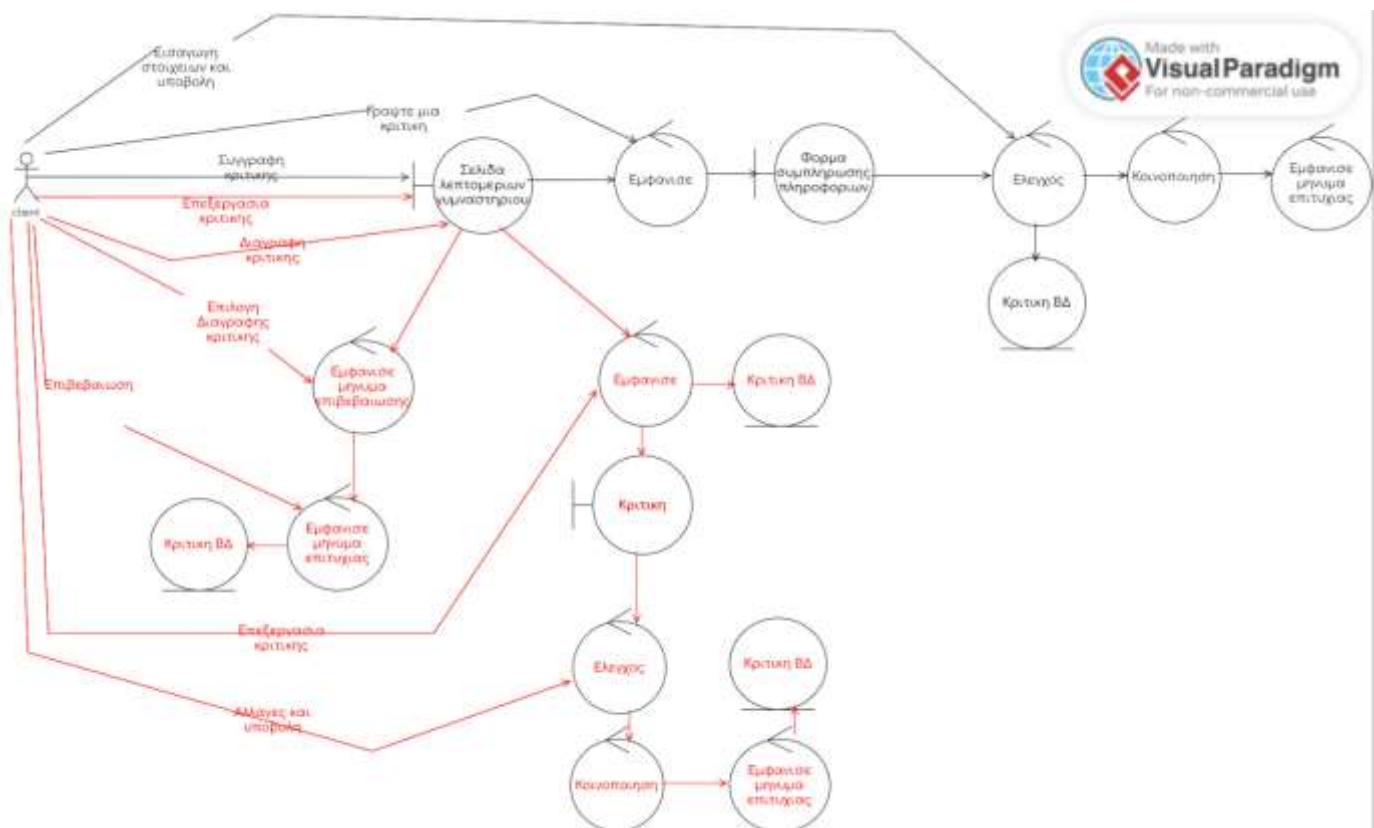 Made with
Visual Paradigm
For non-commercial use
Εισαγωγη
στοιχειων και
υποβολη
Γραψτε μια
κριτικη
Συγγραφη
κριτικης
Επεξεργασια
κριτικης
Διαγραφη
κριτικης
client
Σελιδα
λεπτομεριων
γυμναστηριου
Εμφανισε
Φορμα
συμπληρωσης
πληροφοριων
Ελεγχος
Κοινοποιηση
Εμφανισε
μηνυμα
επιτυχιας
Κριτικη ΒΔ
Επιλογη
Διαγραφης
κριτικης
Επιβεβαιωση
Εμφανισε
μηνυμα
επιβεβαιωσης
Εμφανισε
Κριτικη ΒΔ
Κριτικη
Κριτικη ΒΔ
Εμφανισε
μηνυμα
επιτυχιας
Επεξεργασια
κριτικης
Ελεγχος
Κριτικη ΒΔ
Αλλαγες και
υποβολη
Κοινοποιηση
Εμφανισε
μηνυμα
επιτυχιας